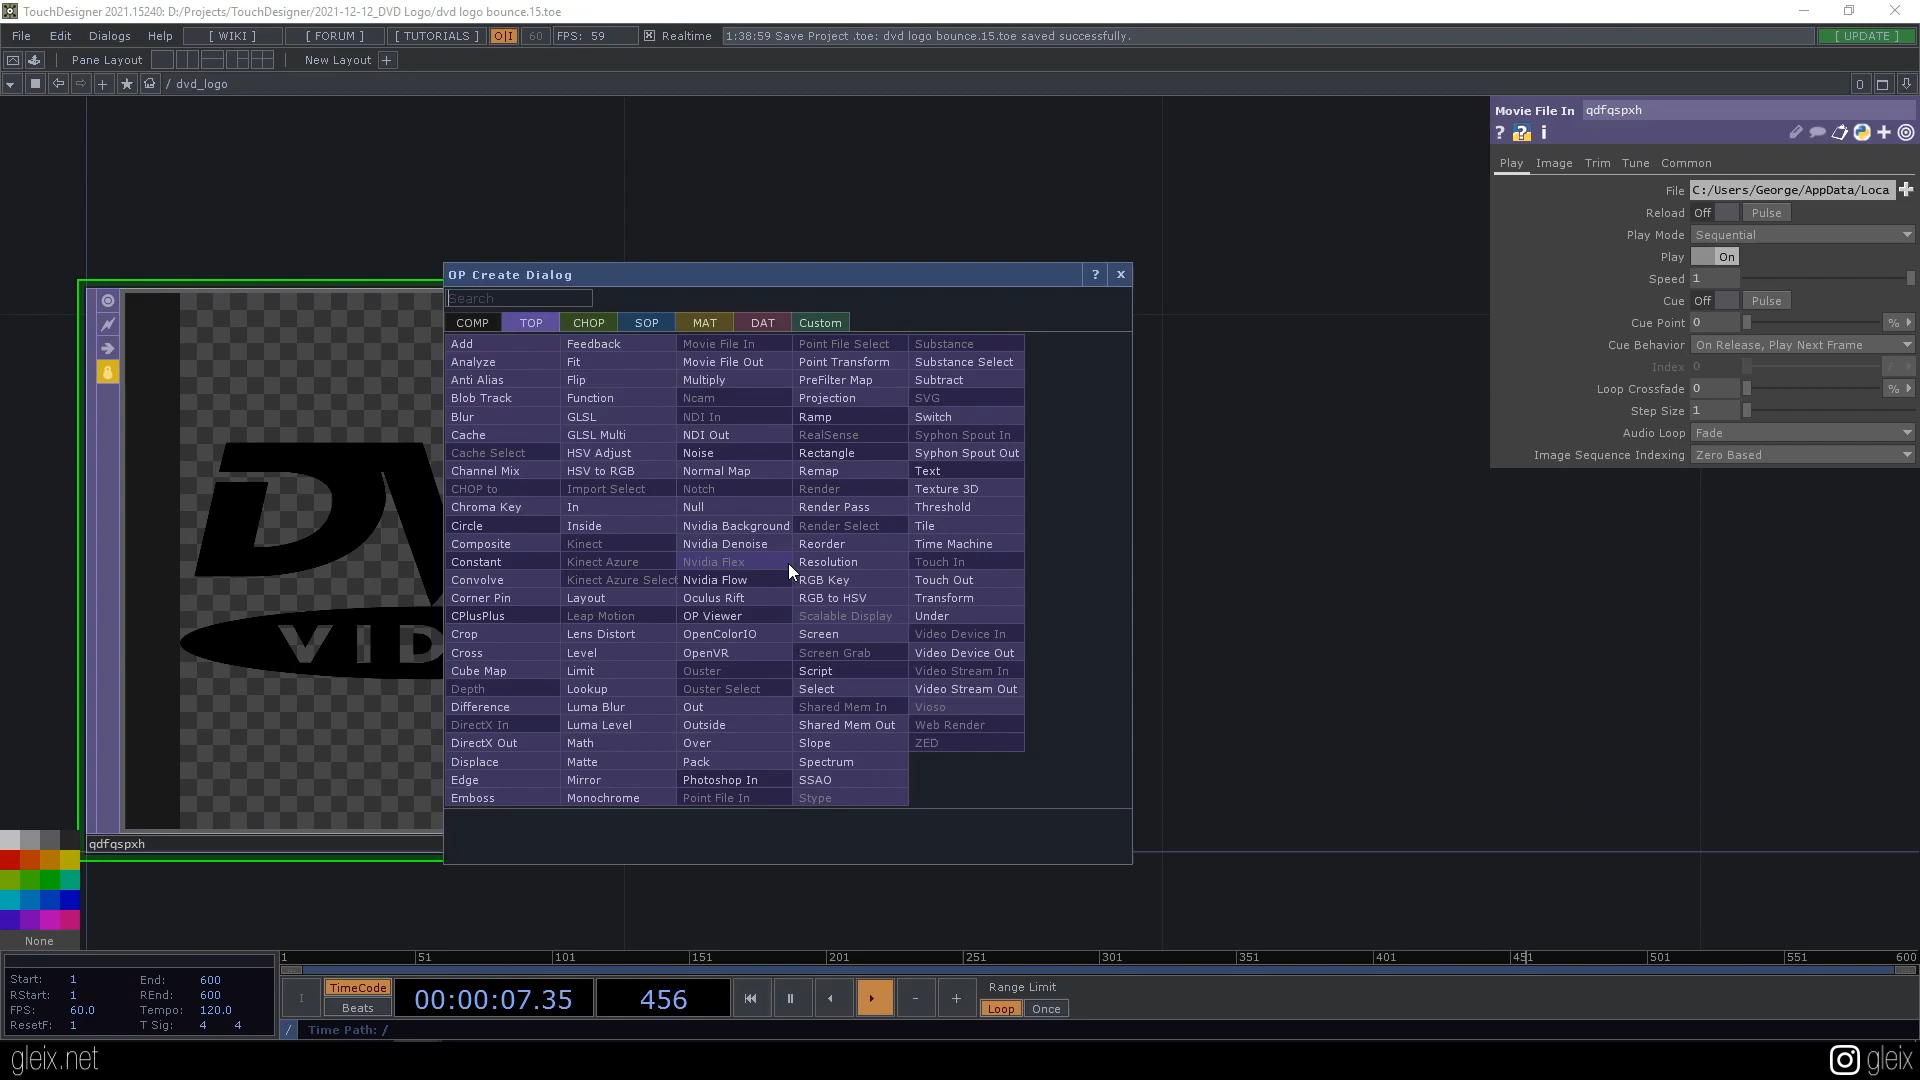 TouchDesigner 2021.15240: D:/Projects/TouchDesigner/2021-12-12_DVD Logo/dvd logo bounce.15.toe
File Edit Dialogs Help [ WIKI ] [ FORUM ] [ TUTORIALS ] O|I 60 FPS: 59 Realtime 1:38:59 Save Project .toe: dvd logo bounce.15.toe saved successfully. [ UPDATE ]
Pane Layout New Layout +
/ dvd_logo 0
Movie File In qdfqspxh
? ? i
Play Image Trim Tune Common
File C:/Users/George/AppData/Loca
Reload Off Pulse
Play Mode Sequential
Play On
Speed 1
Cue Off Pulse
Cue Point 0 %
Cue Behavior On Release, Play Next Frame
Index 0
Loop Crossfade 0 %
Step Size 1
Audio Loop Fade
Image Sequence Indexing Zero Based
OP Create Dialog ? x
Search
COMP TOP CHOP SOP MAT DAT Custom
Add Feedback Movie File In Point File Select Substance
Analyze Fit Movie File Out Point Transform Substance Select
Anti Alias Flip Multiply PreFilter Map Subtract
Blob Track Function Ncam Projection SVG
Blur GLSL NDI In Ramp Switch
Cache GLSL Multi NDI Out RealSense Syphon Spout In
Cache Select HSV Adjust Noise Rectangle Syphon Spout Out
Channel Mix HSV to RGB Normal Map Remap Text
CHOP to Import Select Notch Render Texture 3D
Chroma Key In Null Render Pass Threshold
Circle Inside Nvidia Background Render Select Tile
Composite Kinect Nvidia Denoise Reorder Time Machine
Constant Kinect Azure Nvidia Flex Resolution Touch In
Convolve Kinect Azure Select Nvidia Flow RGB Key Touch Out
Corner Pin Layout Oculus Rift RGB to HSV Transform
CPlusPlus Leap Motion OP Viewer Scalable Display Under
Crop Lens Distort OpenColorIO Screen Video Device In
Cross Level OpenVR Screen Grab Video Device Out
Cube Map Limit Ouster Script Video Stream In
Depth Lookup Ouster Select Select Video Stream Out
Difference Luma Blur Out Shared Mem In Vioso
DirectX In Luma Level Outside Shared Mem Out Web Render
DirectX Out Math Over Slope ZED
Displace Matte Pack Spectrum
Edge Mirror Photoshop In SSAO
Emboss Monochrome Point File In Stype
DV
VID
qdfqspxh
None
1 51 101 151 201 251 301 351 401 451 501 551 600
Start: 1 End: 600
RStart: 1 REnd: 600
FPS: 60.0 Tempo: 120.0
ResetF: 1 T Sig: 4 4
I TimeCode Beats 00:00:07.35 456 - + Range Limit
Loop Once
/ Time Path: /
gleix.net gleix